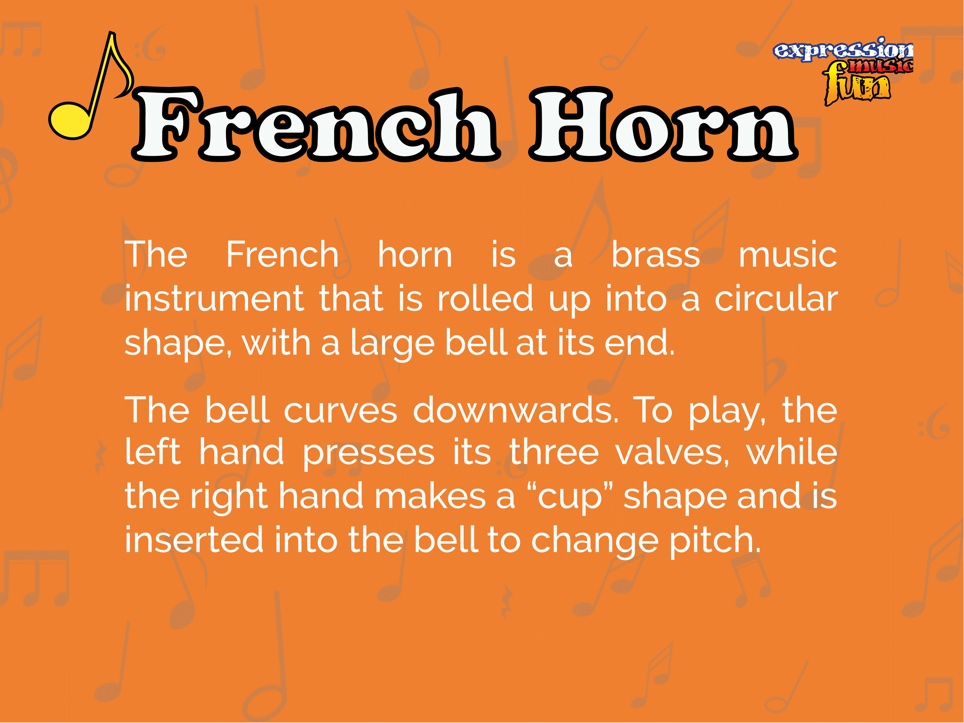 expression
music
fun
French Horn
The French horn is a brass music
instrument that is rolled up into a circular
shape, with a large bell at its end.
The bell curves downwards. To play, the
left hand presses its three valves, while
the right hand makes a “cup” shape and is
inserted into the bell to change pitch.